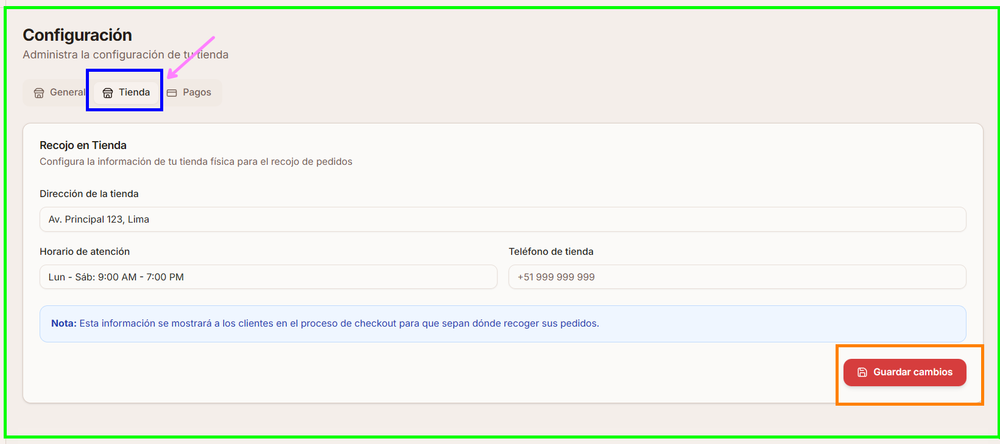 Configuración
Administra la configuración de tu tienda
General Tienda Pagos
Recojo en Tienda
Configura la información de tu tienda física para el recojo de pedidos
Dirección de la tienda
Av. Principal 123, Lima
Horario de atención Teléfono de tienda
Lun - Sáb: 9:00 AM - 7:00 PM +51 999 999 999
Nota: Esta información se mostrará a los clientes en el proceso de checkout para que sepan dónde recoger sus pedidos.
Guardar cambios